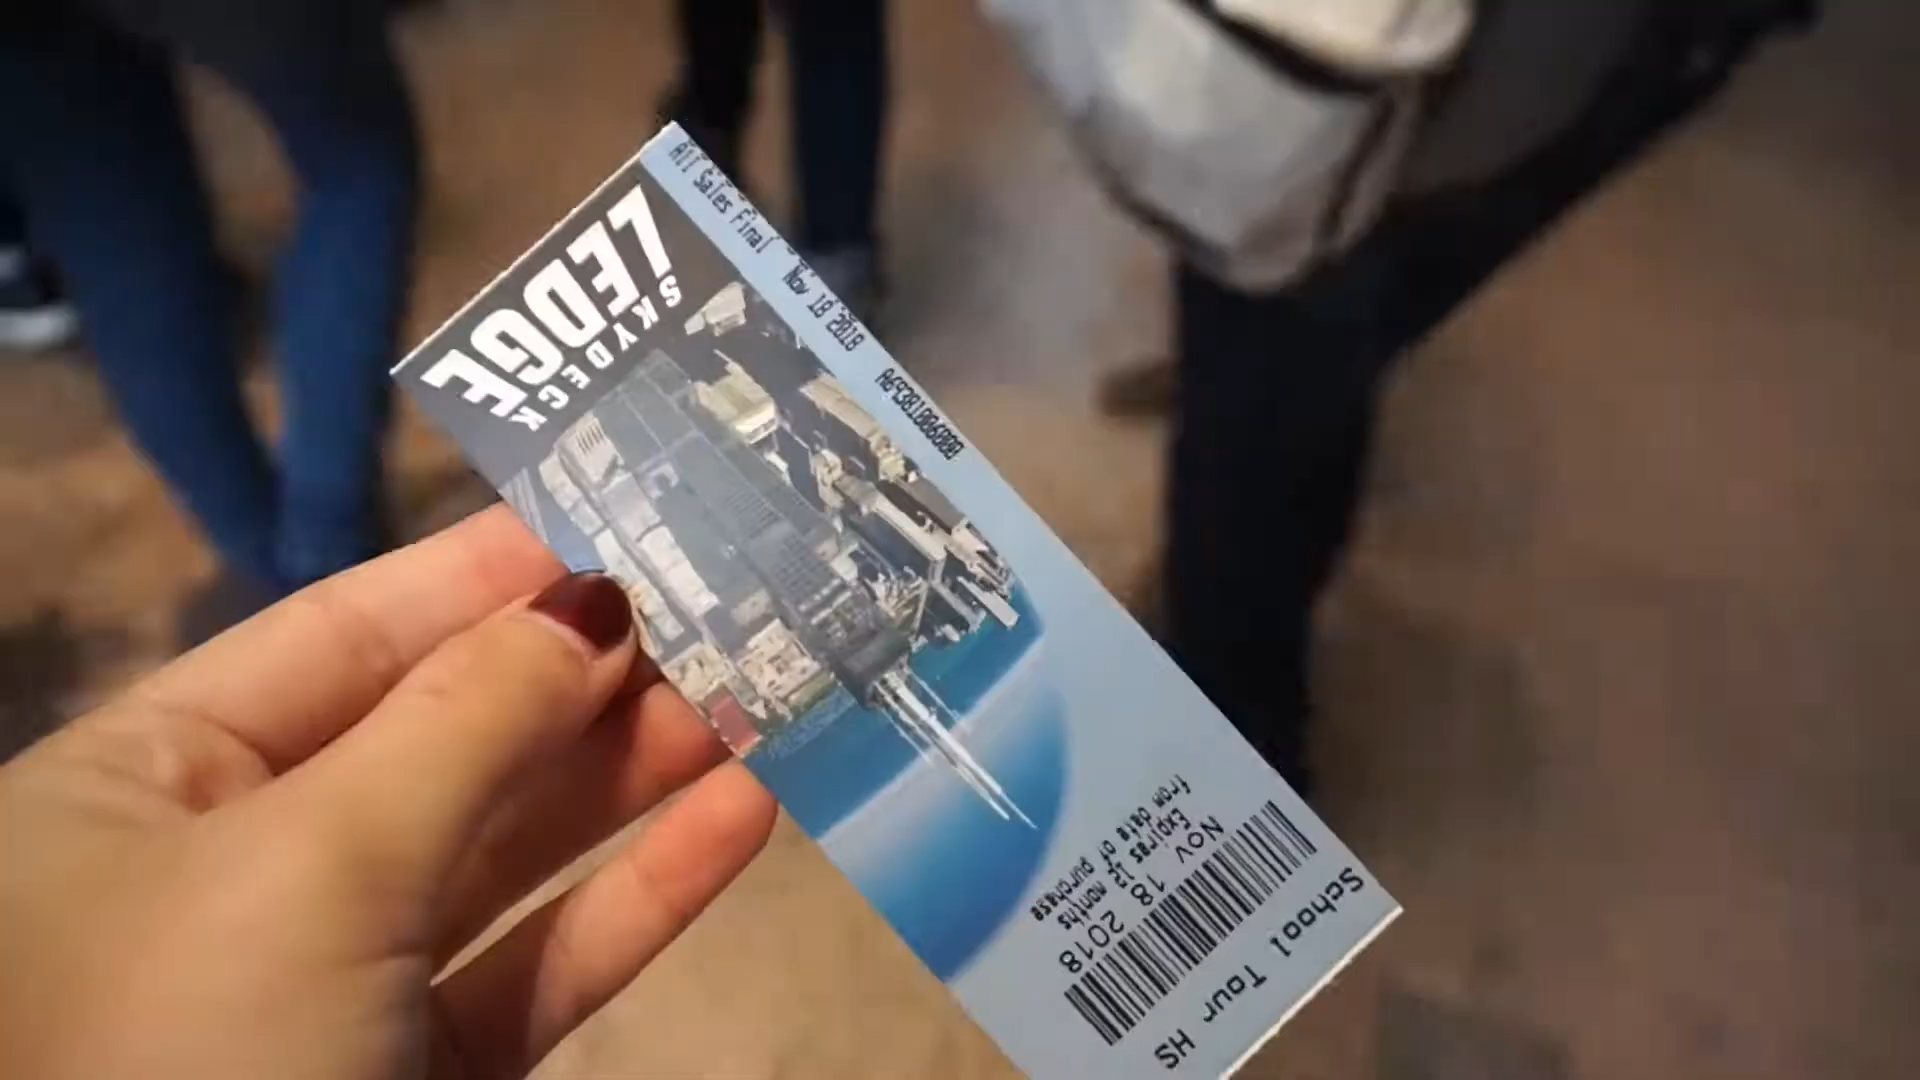 SKYDECK
LEDGE
All Sales Final Nov 18 2018 A69381006000
School Tour HS
NOV 18 2018
Expires 12 months
from date of purchase